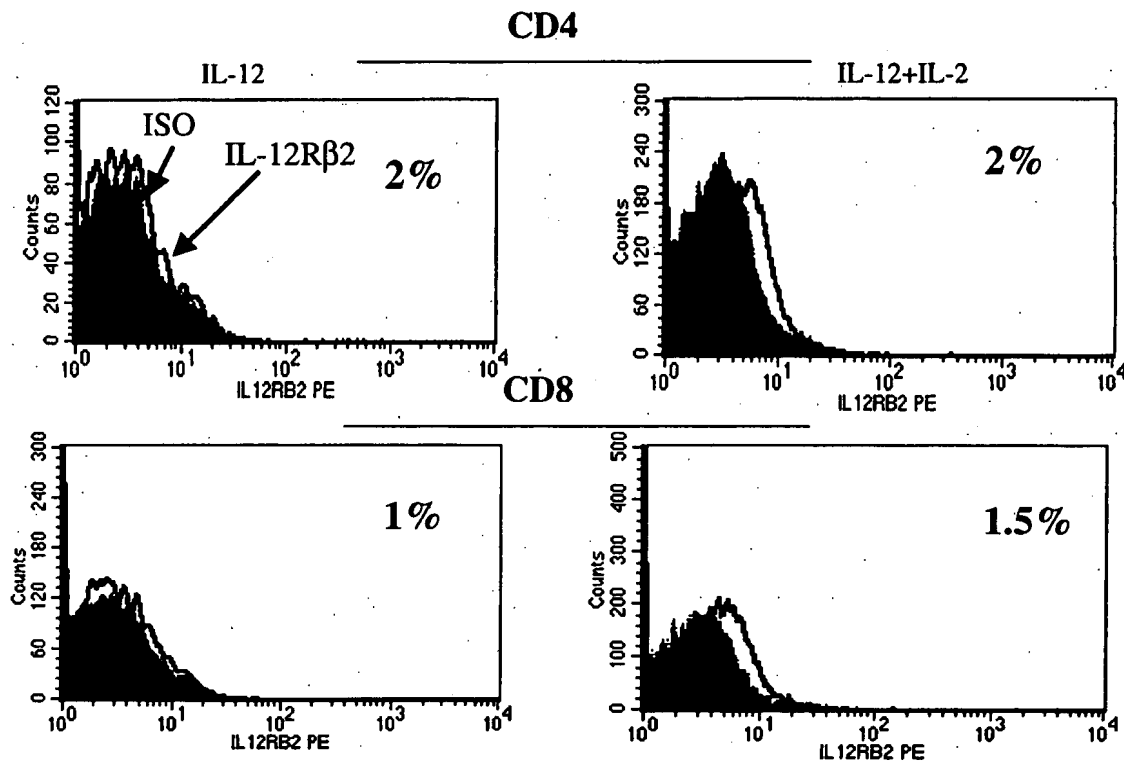 CD4
IL-12
IL-12+IL-2
120
100
80
60
40
20
0
Counts
ISO
IL-12Rβ2
2%
10⁰ 10¹ 10² 10³ 10⁴
IL12RB2 PE
300
240
180
120
60
0
Counts
2%
10⁰ 10¹ 10² 10³ 10⁴
IL12RB2 PE
CD8
300
240
180
120
60
0
Counts
1%
10⁰ 10¹ 10² 10³ 10⁴
IL12RB2 PE
500
400
300
200
100
0
Counts
1.5%
10⁰ 10¹ 10² 10³ 10⁴
IL12RB2 PE